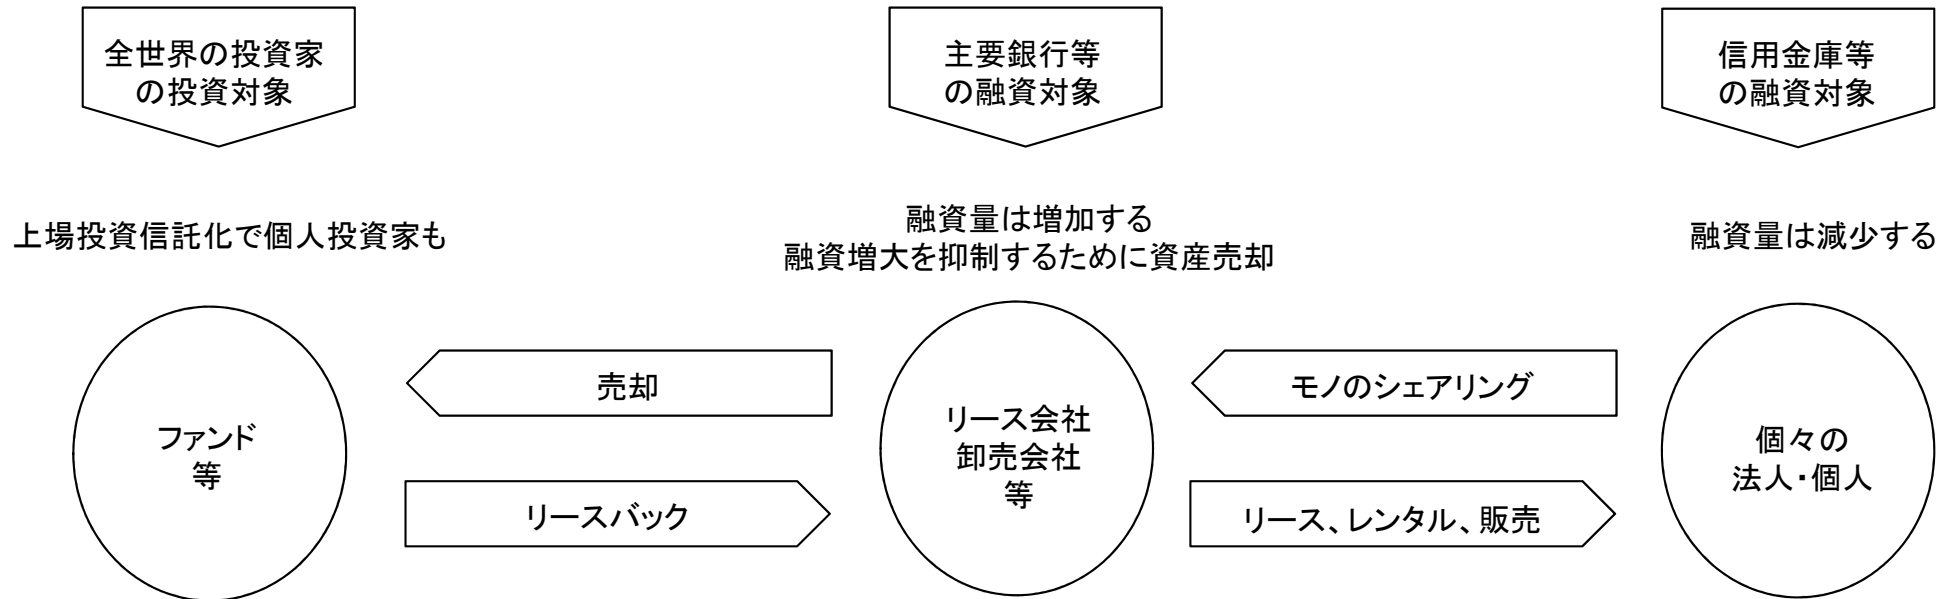 全世界の投資家
の投資対象
主要銀行等
の融資対象
信用金庫等
の融資対象
上場投資信託化で個人投資家も
融資量は増加する
融資増大を抑制するために資産売却
融資量は減少する
ファンド
等
売却
リースバック
リース会社
卸売会社
等
モノのシェアリング
リース、レンタル、販売
個々の
法人・個人